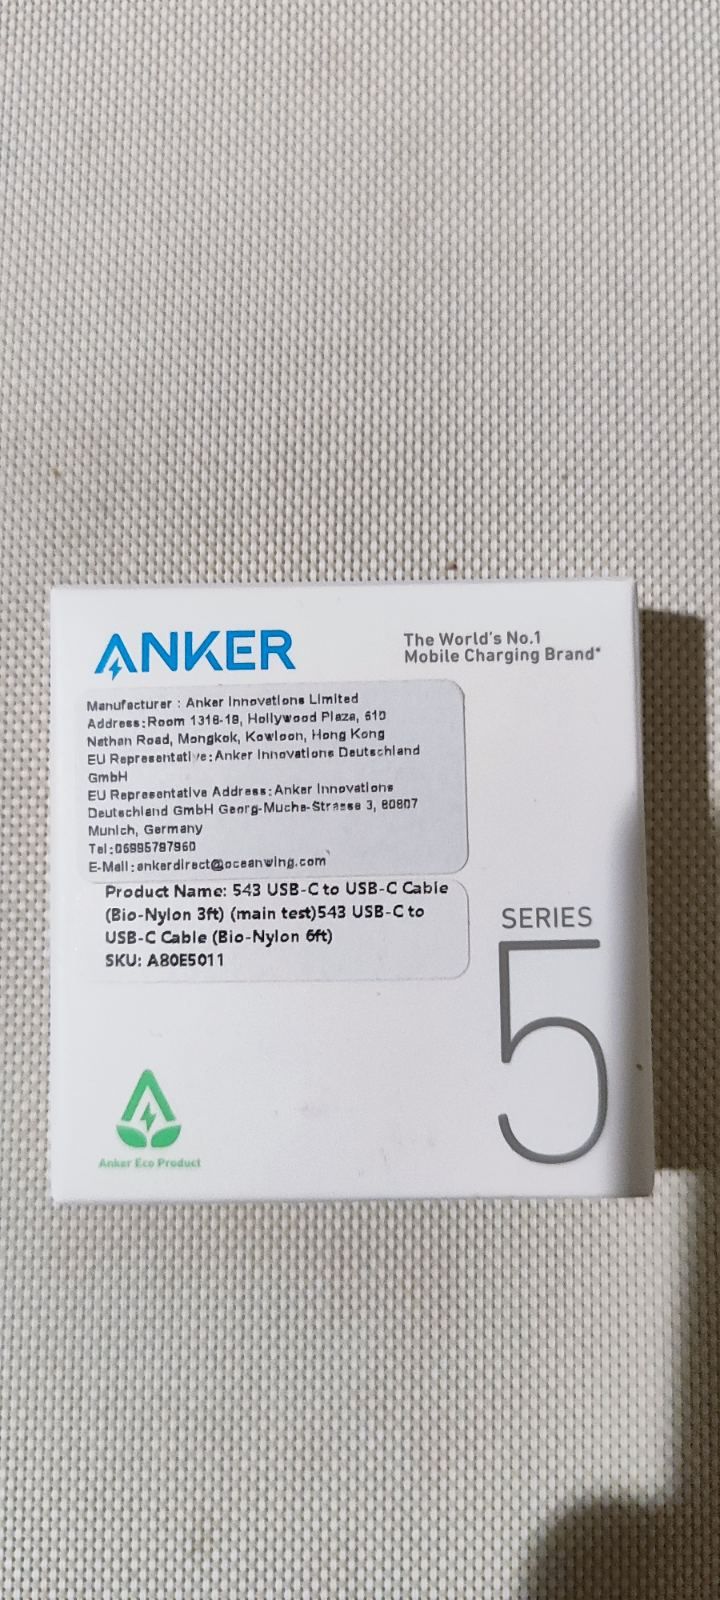 ANKER
The World's No.1
Mobile Charging Brand*
Manufacturer : Anker Innovations Limited
Address:Room 1318-19, Hollywood Plaza, 610
Nathan Road, Mongkok, Kowloon, Hong Kong
EU Representative:Anker Innovations Deutschland
GmbH
EU Representative Address:Anker Innovations
Deutschland GmbH Georg-Muche-Strasse 3, 80807
Munich, Germany
Tel:06995797960
E-Mail:ankerdirect@oceanwing.com
Product Name: 543 USB-C to USB-C Cable
(Bio-Nylon 3ft) (main test)543 USB-C to
USB-C Cable (Bio-Nylon 6ft)
SKU: A80E5011
SERIES
5
Anker Eco Product